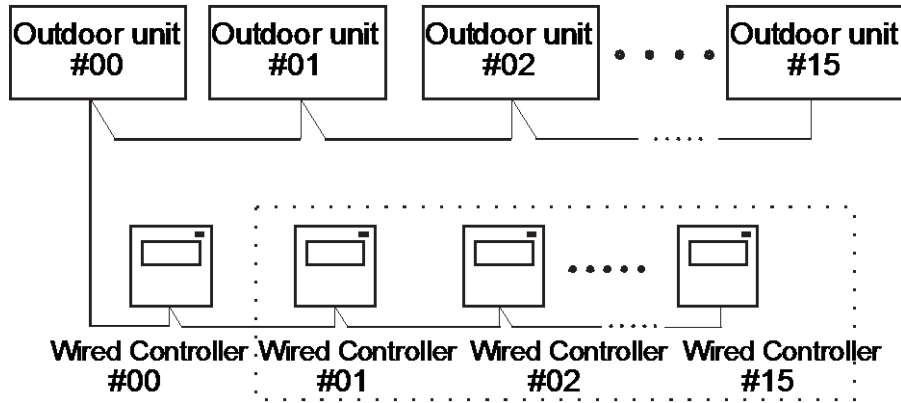 Outdoor unit
#00
Outdoor unit
#01
Outdoor unit
#02
Outdoor unit
#15
Wired Controller
#00
Wired Controller
#01
Wired Controller
#02
Wired Controller
#15